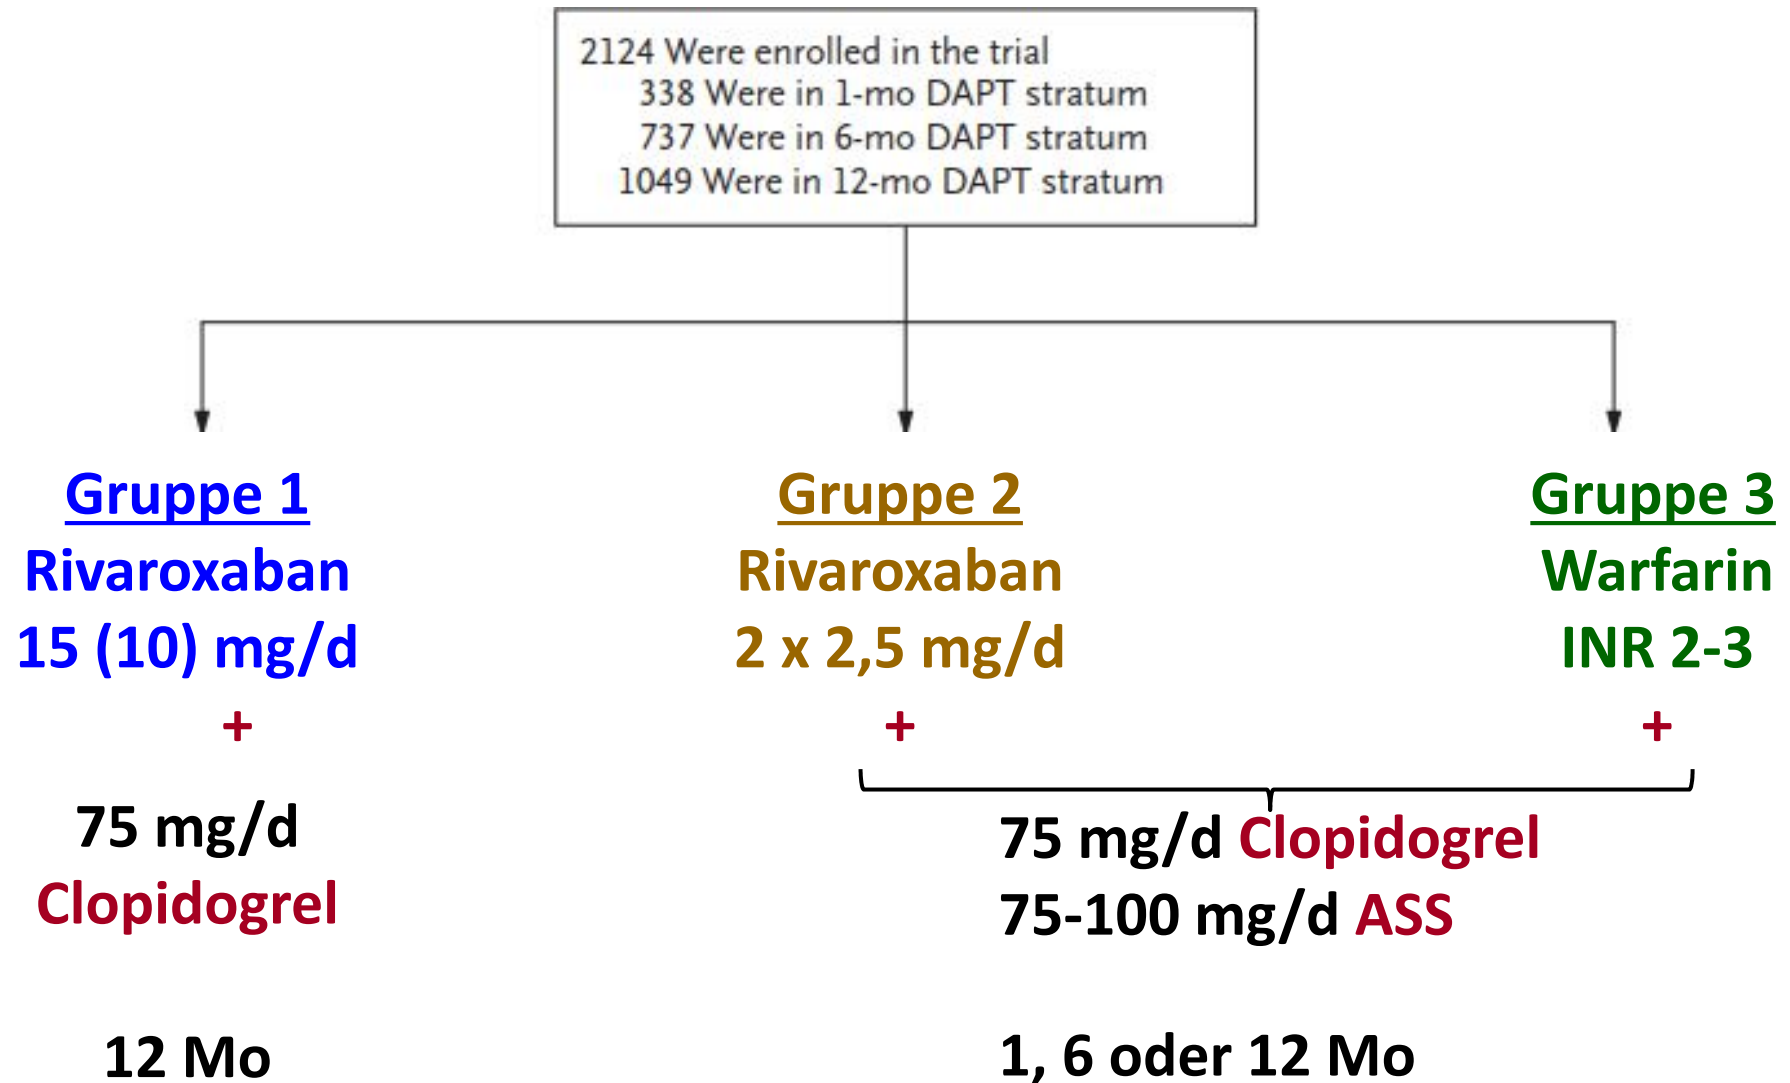 2124 Were enrolled in the trial
338 Were in 1-mo DAPT stratum
737 Were in 6-mo DAPT stratum
1049 Were in 12-mo DAPT stratum
Gruppe 1
Rivaroxaban
15 (10) mg/d
+
75 mg/d
Clopidogrel
12 Mo
Gruppe 2
Rivaroxaban
2 x 2,5 mg/d
+
Gruppe 3
Warfarin
INR 2-3
+
75 mg/d Clopidogrel
75-100 mg/d ASS
1, 6 oder 12 Mo